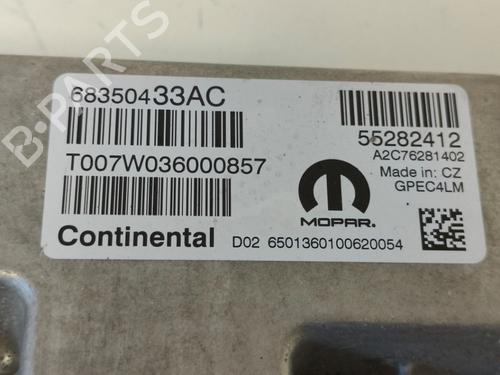 B-PARTS
68350433AC
T007W036000857
Continental
55282412
A2C76281402
Made in: CZ
GPEC4LM
MOPAR.
D02 6501360100620054